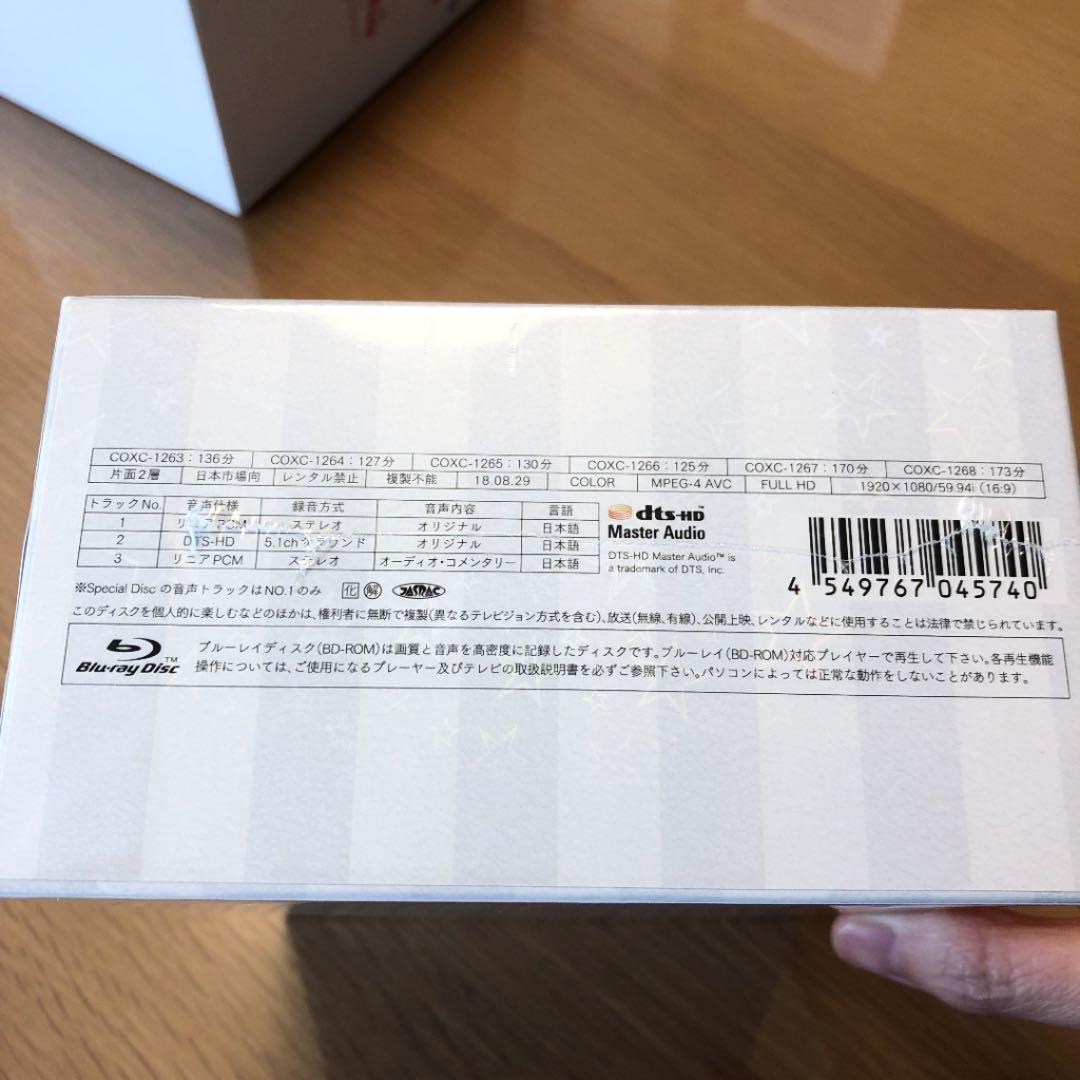 COXC-1263：136分 COXC-1264：127分 COXC-1265：130分 COXC-1266：125分 COXC-1267：170分 COXC-1268：173分
片面2層 日本市場向 レンタル禁止 複製不能 18.08.29 COLOR MPEG-4 AVC FULL HD 1920×1080/59.94i (16:9)
トラックNo. 音声仕様 録音方式 音声内容 言語
1 リニアPCM ステレオ オリジナル 日本語
2 DTS-HD 5.1chサラウンド オリジナル 日本語
3 リニアPCM ステレオ オーディオ・コメンタリー 日本語
dts-HD™
Master Audio
DTS-HD Master Audio™ is
a trademark of DTS, Inc.
4 549767 045740
※Special Discの音声トラックはNO.1のみ 化 解 JASRAC
このディスクを個人的に楽しむなどのほかは、権利者に無断で複製(異なるテレビジョン方式を含む)、放送(無線、有線)、公開上映、レンタルなどに使用することは法律で禁じられています。
Blu-ray Disc™
ブルーレイディスク(BD-ROM)は画質と音声を高密度に記録したディスクです。ブルーレイ(BD-ROM)対応プレイヤーで再生して下さい。各再生機能
操作については、ご使用になるプレーヤー及びテレビの取扱説明書を必ずご参照下さい。パソコンによっては正常な動作をしないことがあります。